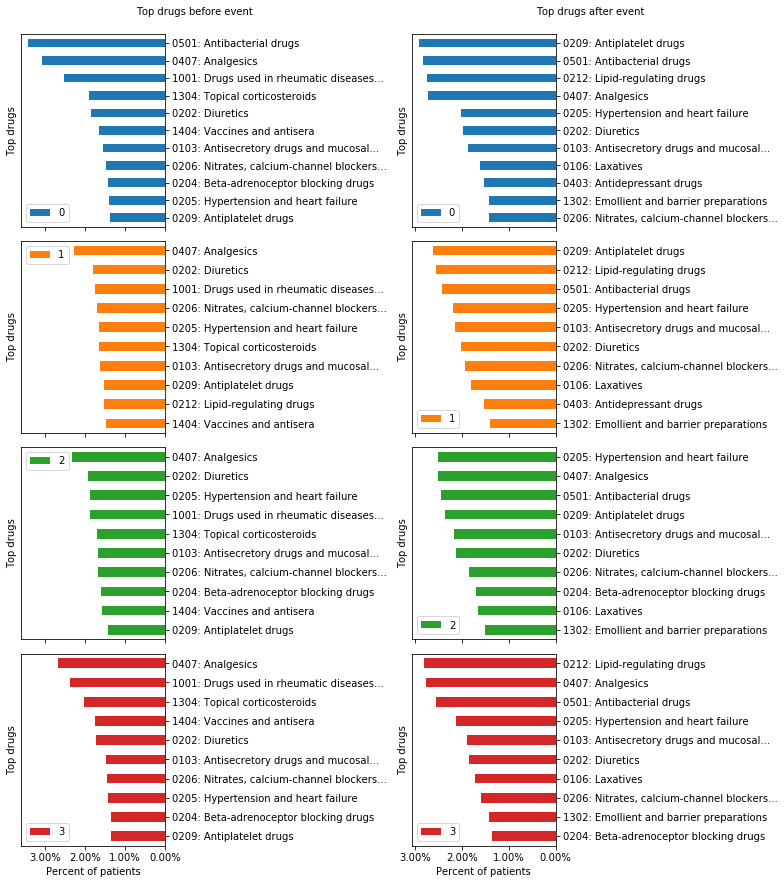 Top drugs before event
0501: Antibacterial drugs
0407: Analgesics
1001: Drugs used in rheumatic diseases...
1304: Topical corticosteroids
0202: Diuretics
1404: Vaccines and antisera
0103: Antisecretory drugs and mucosal...
0206: Nitrates, calcium-channel blockers...
0204: Beta-adrenoceptor blocking drugs
0205: Hypertension and heart failure
0209: Antiplatelet drugs
Top drugs
0
0407: Analgesics
0202: Diuretics
1001: Drugs used in rheumatic diseases...
0206: Nitrates, calcium-channel blockers...
0205: Hypertension and heart failure
1304: Topical corticosteroids
0103: Antisecretory drugs and mucosal...
0209: Antiplatelet drugs
0212: Lipid-regulating drugs
1404: Vaccines and antisera
Top drugs
1
0407: Analgesics
0202: Diuretics
0205: Hypertension and heart failure
1001: Drugs used in rheumatic diseases...
1304: Topical corticosteroids
0103: Antisecretory drugs and mucosal...
0206: Nitrates, calcium-channel blockers...
0204: Beta-adrenoceptor blocking drugs
1404: Vaccines and antisera
0209: Antiplatelet drugs
Top drugs
2
0407: Analgesics
1001: Drugs used in rheumatic diseases...
1304: Topical corticosteroids
1404: Vaccines and antisera
0202: Diuretics
0103: Antisecretory drugs and mucosal...
0206: Nitrates, calcium-channel blockers...
0205: Hypertension and heart failure
0204: Beta-adrenoceptor blocking drugs
0209: Antiplatelet drugs
Top drugs
3
3.00% 2.00% 1.00% 0.00%
Percent of patients
Top drugs after event
0209: Antiplatelet drugs
0501: Antibacterial drugs
0212: Lipid-regulating drugs
0407: Analgesics
0205: Hypertension and heart failure
0202: Diuretics
0103: Antisecretory drugs and mucosal...
0106: Laxatives
0403: Antidepressant drugs
1302: Emollient and barrier preparations
0206: Nitrates, calcium-channel blockers...
Top drugs
0
0209: Antiplatelet drugs
0212: Lipid-regulating drugs
0501: Antibacterial drugs
0205: Hypertension and heart failure
0103: Antisecretory drugs and mucosal...
0202: Diuretics
0206: Nitrates, calcium-channel blockers...
0106: Laxatives
0403: Antidepressant drugs
1302: Emollient and barrier preparations
Top drugs
1
0205: Hypertension and heart failure
0407: Analgesics
0501: Antibacterial drugs
0209: Antiplatelet drugs
0103: Antisecretory drugs and mucosal...
0202: Diuretics
0206: Nitrates, calcium-channel blockers...
0204: Beta-adrenoceptor blocking drugs
0106: Laxatives
1302: Emollient and barrier preparations
Top drugs
2
0212: Lipid-regulating drugs
0407: Analgesics
0501: Antibacterial drugs
0205: Hypertension and heart failure
0103: Antisecretory drugs and mucosal...
0202: Diuretics
0106: Laxatives
0206: Nitrates, calcium-channel blockers...
1302: Emollient and barrier preparations
0204: Beta-adrenoceptor blocking drugs
Top drugs
3
3.00% 2.00% 1.00% 0.00%
Percent of patients